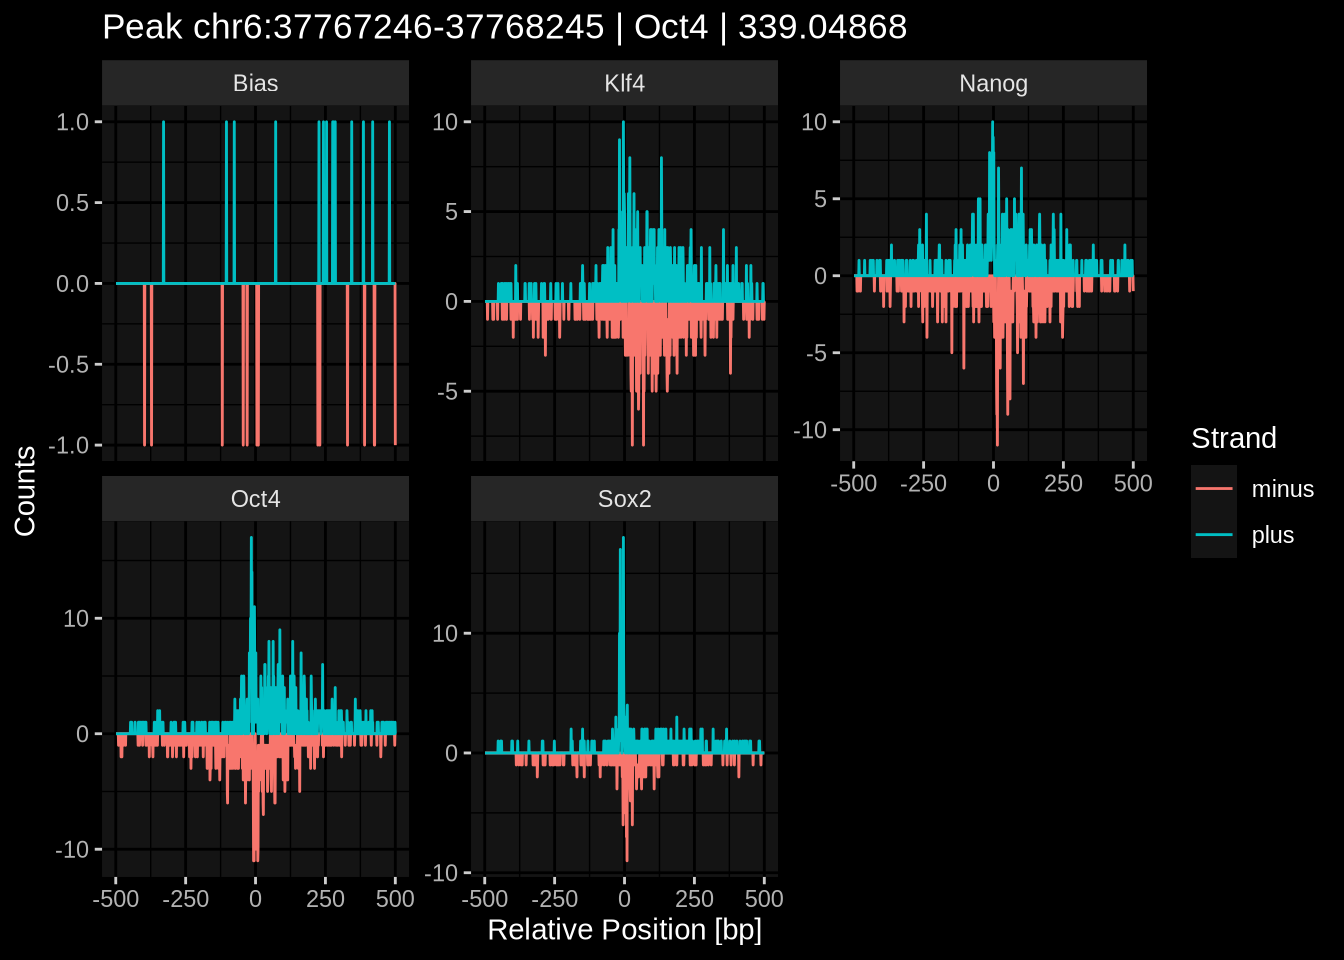 Peak chr6:37767246-37768245 | Oct4 | 339.04868
Bias
Klf4
Nanog
1.0
0.5
0.0
-0.5
-1.0
10
5
0
-5
10
5
0
-5
-10
-500 -250 0 250 500
Counts
Oct4
Sox2
10
0
-10
10
0
-10
-500 -250 0 250 500
-500 -250 0 250 500
Relative Position [bp]
Strand
minus
plus